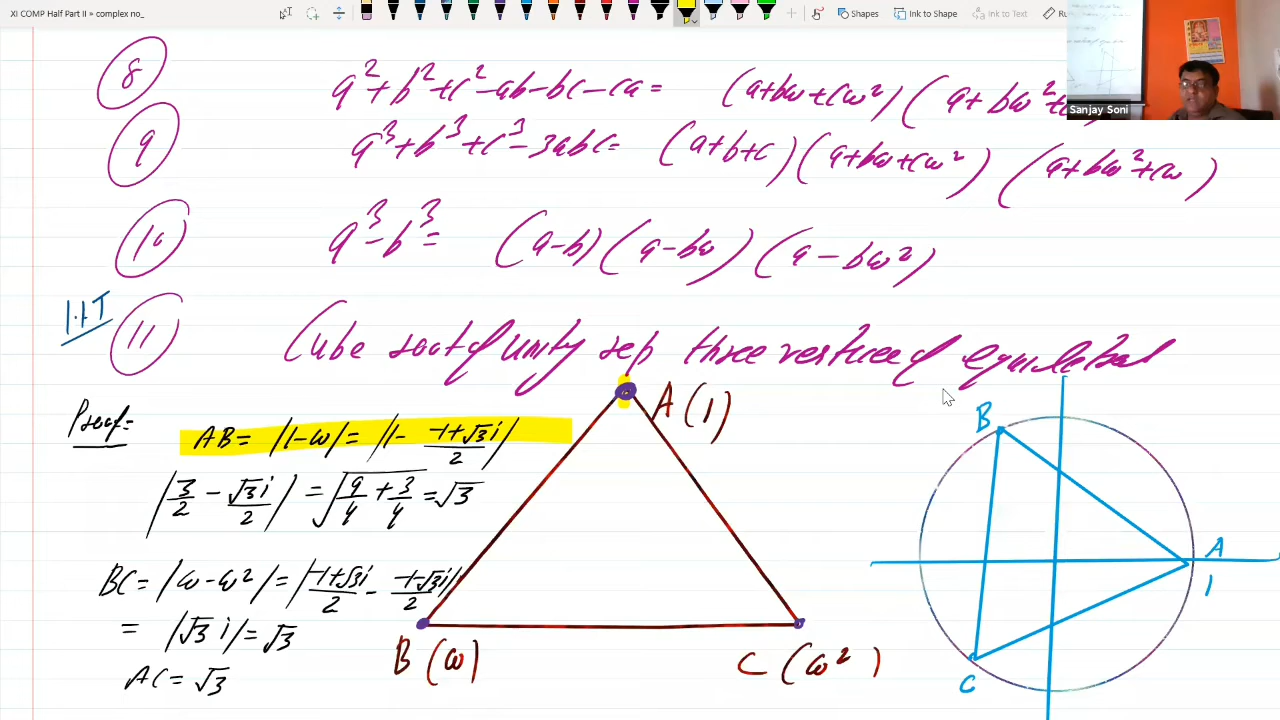 XI COMP Half Part II » complex no_
Shapes
Ink to Shape
Ink to Text
Sanjay Soni
8 a²+b²+c²-ab-bc-ca = (a+bω+cω²)(a+bω²+
9 a³+b³+c³-3abc = (a+b+c)(a+bω+cω²)(a+bω²+cω)
10 a³-b³= (a-b)(a-bω)(a-bω²)
11 Cube root of unity rep three vertices of equilateral
Proof=
AB= |1-ω|= |1- (-1+√3i)/2|
|3/2 - √3i/2| = √(9/4 + 3/4) = √3
BC= |ω-ω²|= |(-1+√3i)/2 - (-1-√3i)/2|
= |√3 i|= √3
AC= √3
A(1)
B(ω)
C(ω²)
B
A
1
C